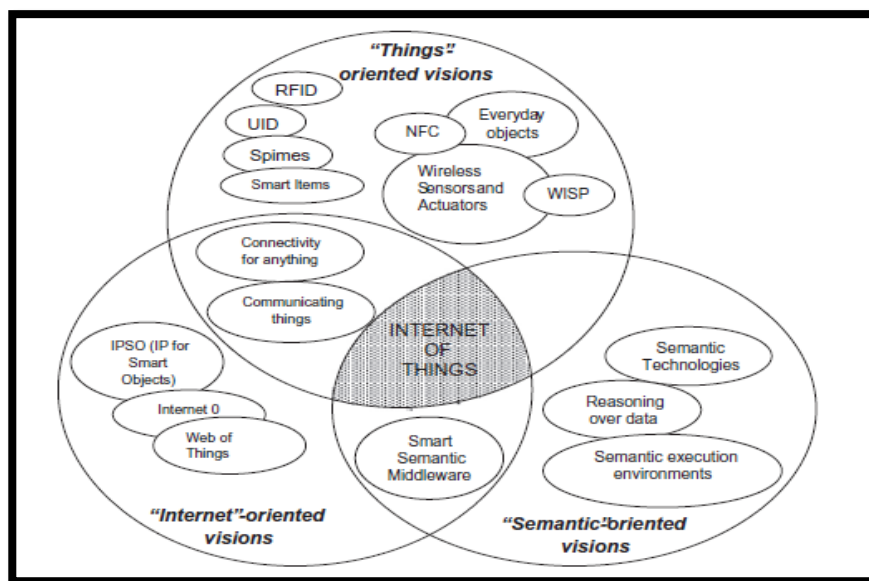 “Things”-
oriented visions
RFID
UID
Spimes
Smart Items
NFC
Everyday
objects
Wireless
Sensors and
Actuators
WISP
Connectivity
for anything
Communicating
things
INTERNET
OF
THINGS
IPSO (IP for
Smart
Objects)
Internet 0
Web of
Things
Semantic
Technologies
Reasoning
over data
Semantic execution
environments
Smart
Semantic
Middleware
“Internet”-oriented
visions
“Semantic”-oriented
visions